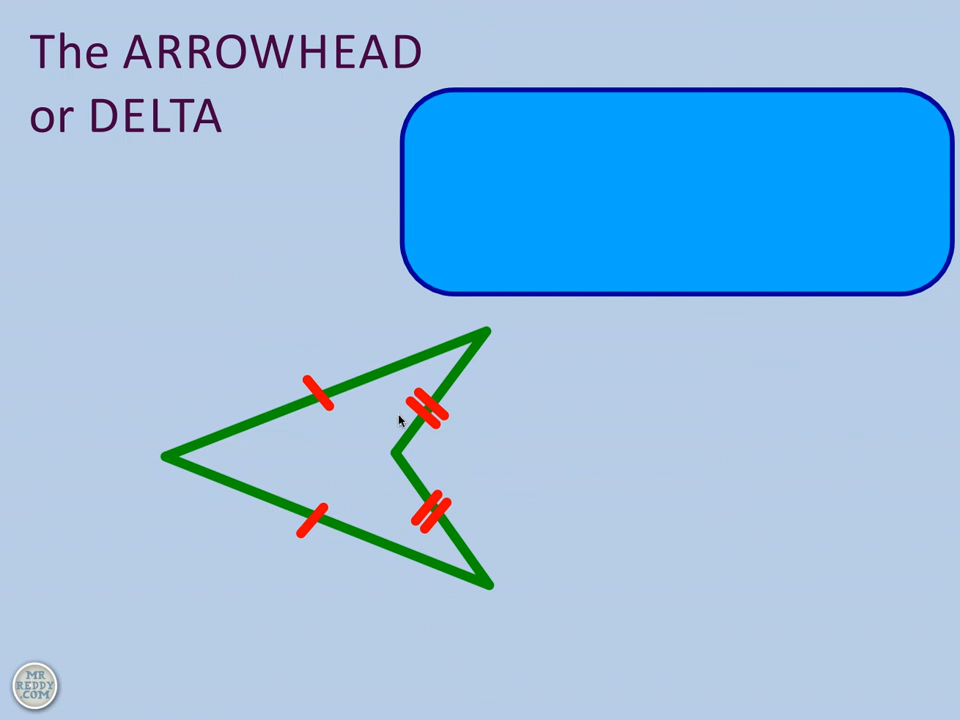 The ARROWHEAD
or DELTA
MR
REDDY
.COM